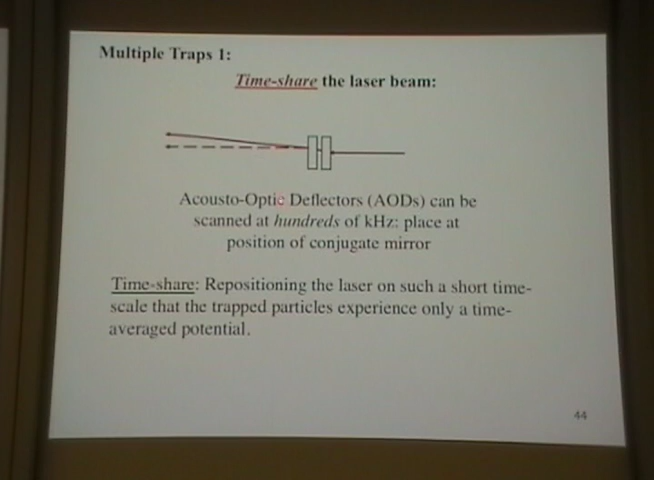 Multiple Traps 1:
Time-share the laser beam:
Acousto-Optic Deflectors (AODs) can be
scanned at hundreds of kHz: place at
position of conjugate mirror
Time-share: Repositioning the laser on such a short time-
scale that the trapped particles experience only a time-
averaged potential.
44